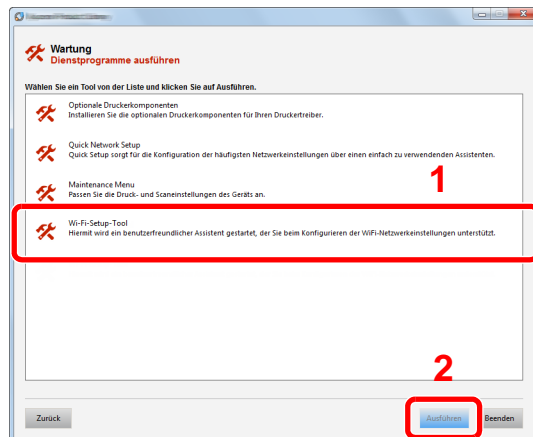 Wartung
Dienstprogramme ausführen
Wählen Sie ein Tool von der Liste und klicken Sie auf Ausführen.
Optionale Druckerkomponenten
Installieren Sie die optionalen Druckerkomponenten für Ihren Druckertreiber.
Quick Network Setup
Quick Setup sorgt für die Konfiguration der häufigsten Netzwerkeinstellungen über einen einfach zu verwendenden Assistenten.
1
Maintenance Menu
Passen Sie die Druck- und Scaneinstellungen des Geräts an.
Wi-Fi-Setup-Tool
Hiermit wird ein benutzerfreundlicher Assistent gestartet, der Sie beim Konfigurieren der WiFi-Netzwerkeinstellungen unterstützt.
2
Zurück
Ausführen
Beenden